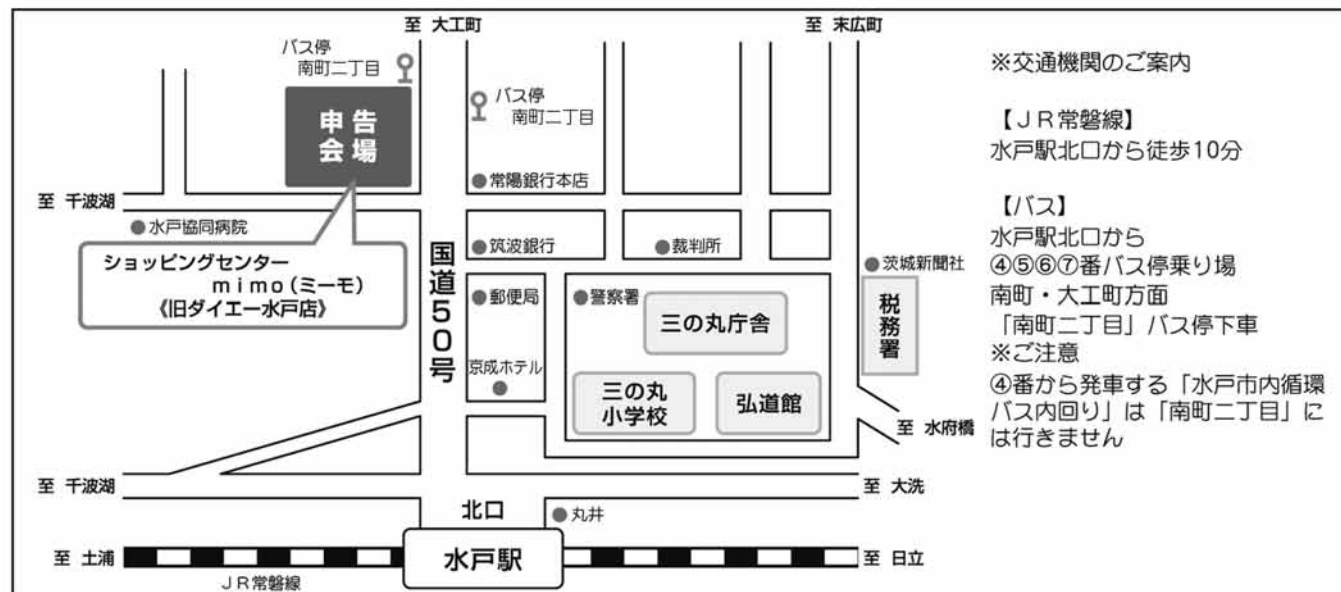 至 大工町
至 末広町
バス停
南町二丁目
バス停
南町二丁目
申告
会場
常陽銀行本店
至 千波湖
水戸協同病院
ショッピングセンター
mimo(ミーモ)
《旧ダイエー水戸店》
国道50号
筑波銀行
裁判所
茨城新聞社
郵便局
警察署
三の丸庁舎
税務署
京成ホテル
三の丸
小学校
弘道館
至 水府橋
至 千波湖
至 大洗
北口
丸井
至 土浦
水戸駅
至 日立
JR常磐線
※交通機関のご案内
【JR常磐線】
水戸駅北口から徒歩10分
【バス】
水戸駅北口から
④⑤⑥⑦番バス停乗り場
南町・大工町方面
「南町二丁目」バス停下車
※ご注意
④番から発車する「水戸市内循環
バス内回り」は「南町二丁目」に
は行きません